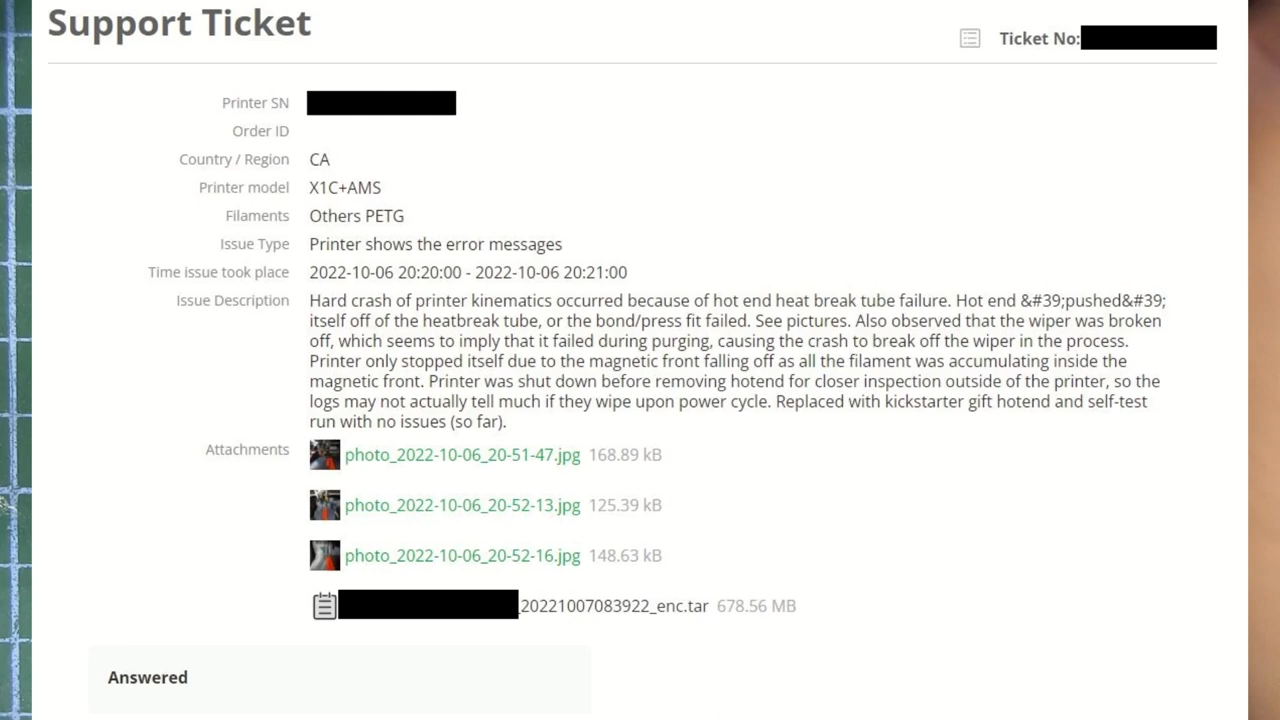 Support Ticket
Ticket No:
Printer SN
Order ID
Country / Region CA
Printer model X1C+AMS
Filaments Others PETG
Issue Type Printer shows the error messages
Time issue took place 2022-10-06 20:20:00 - 2022-10-06 20:21:00
Issue Description Hard crash of printer kinematics occurred because of hot end heat break tube failure. Hot end &#39;pushed&#39;
itself off of the heatbreak tube, or the bond/press fit failed. See pictures. Also observed that the wiper was broken
off, which seems to imply that it failed during purging, causing the crash to break off the wiper in the process.
Printer only stopped itself due to the magnetic front falling off as all the filament was accumulating inside the
magnetic front. Printer was shut down before removing hotend for closer inspection outside of the printer, so the
logs may not actually tell much if they wipe upon power cycle. Replaced with kickstarter gift hotend and self-test
run with no issues (so far).
Attachments photo_2022-10-06_20-51-47.jpg 168.89 kB
photo_2022-10-06_20-52-13.jpg 125.39 kB
photo_2022-10-06_20-52-16.jpg 148.63 kB
_20221007083922_enc.tar 678.56 MB
Answered